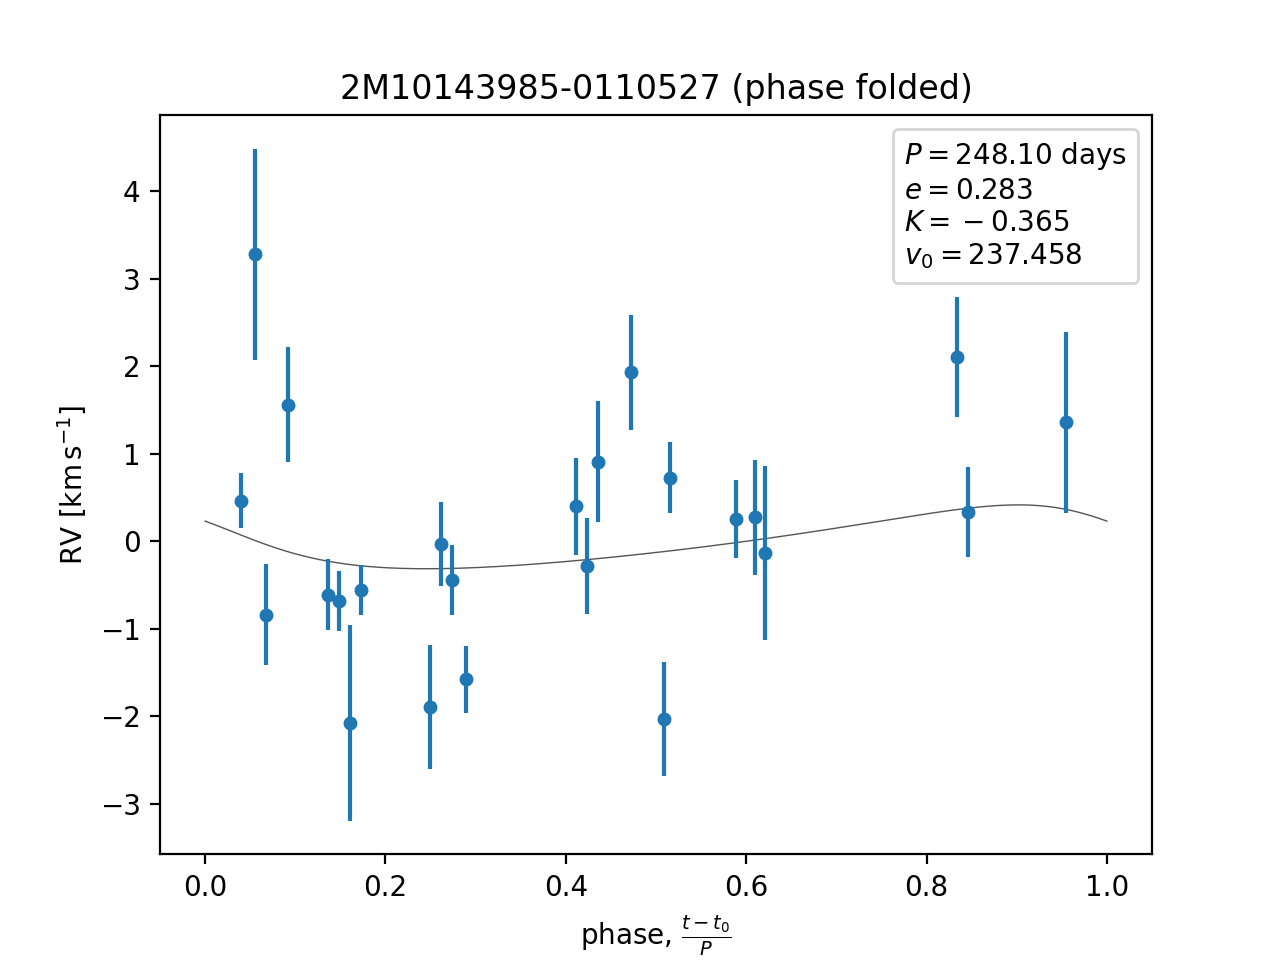 2M10143985-0110527 (phase folded)
P = 248.10 days
e = 0.283
K = −0.365
v₀ = 237.458
RV [km s⁻¹]
4
3
2
1
0
−1
−2
−3
0.0 0.2 0.4 0.6 0.8 1.0
phase, (t − t₀)/P